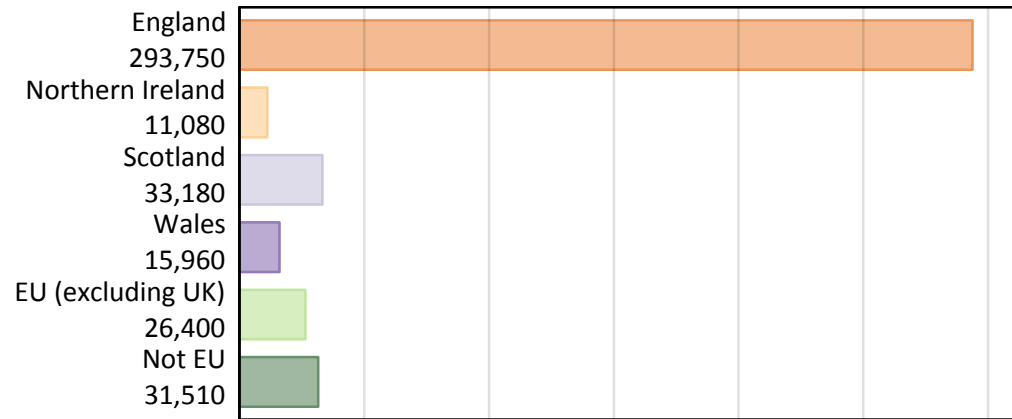 England
293,750
Northern Ireland
11,080
Scotland
33,180
Wales
15,960
EU (excluding UK)
26,400
Not EU
31,510